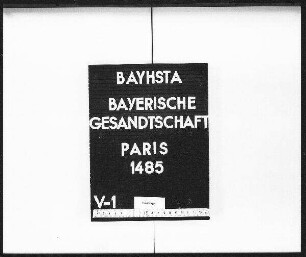 BAYHSTA
BAYERISCHE
GESANDTSCHAFT
PARIS
1485
V-1